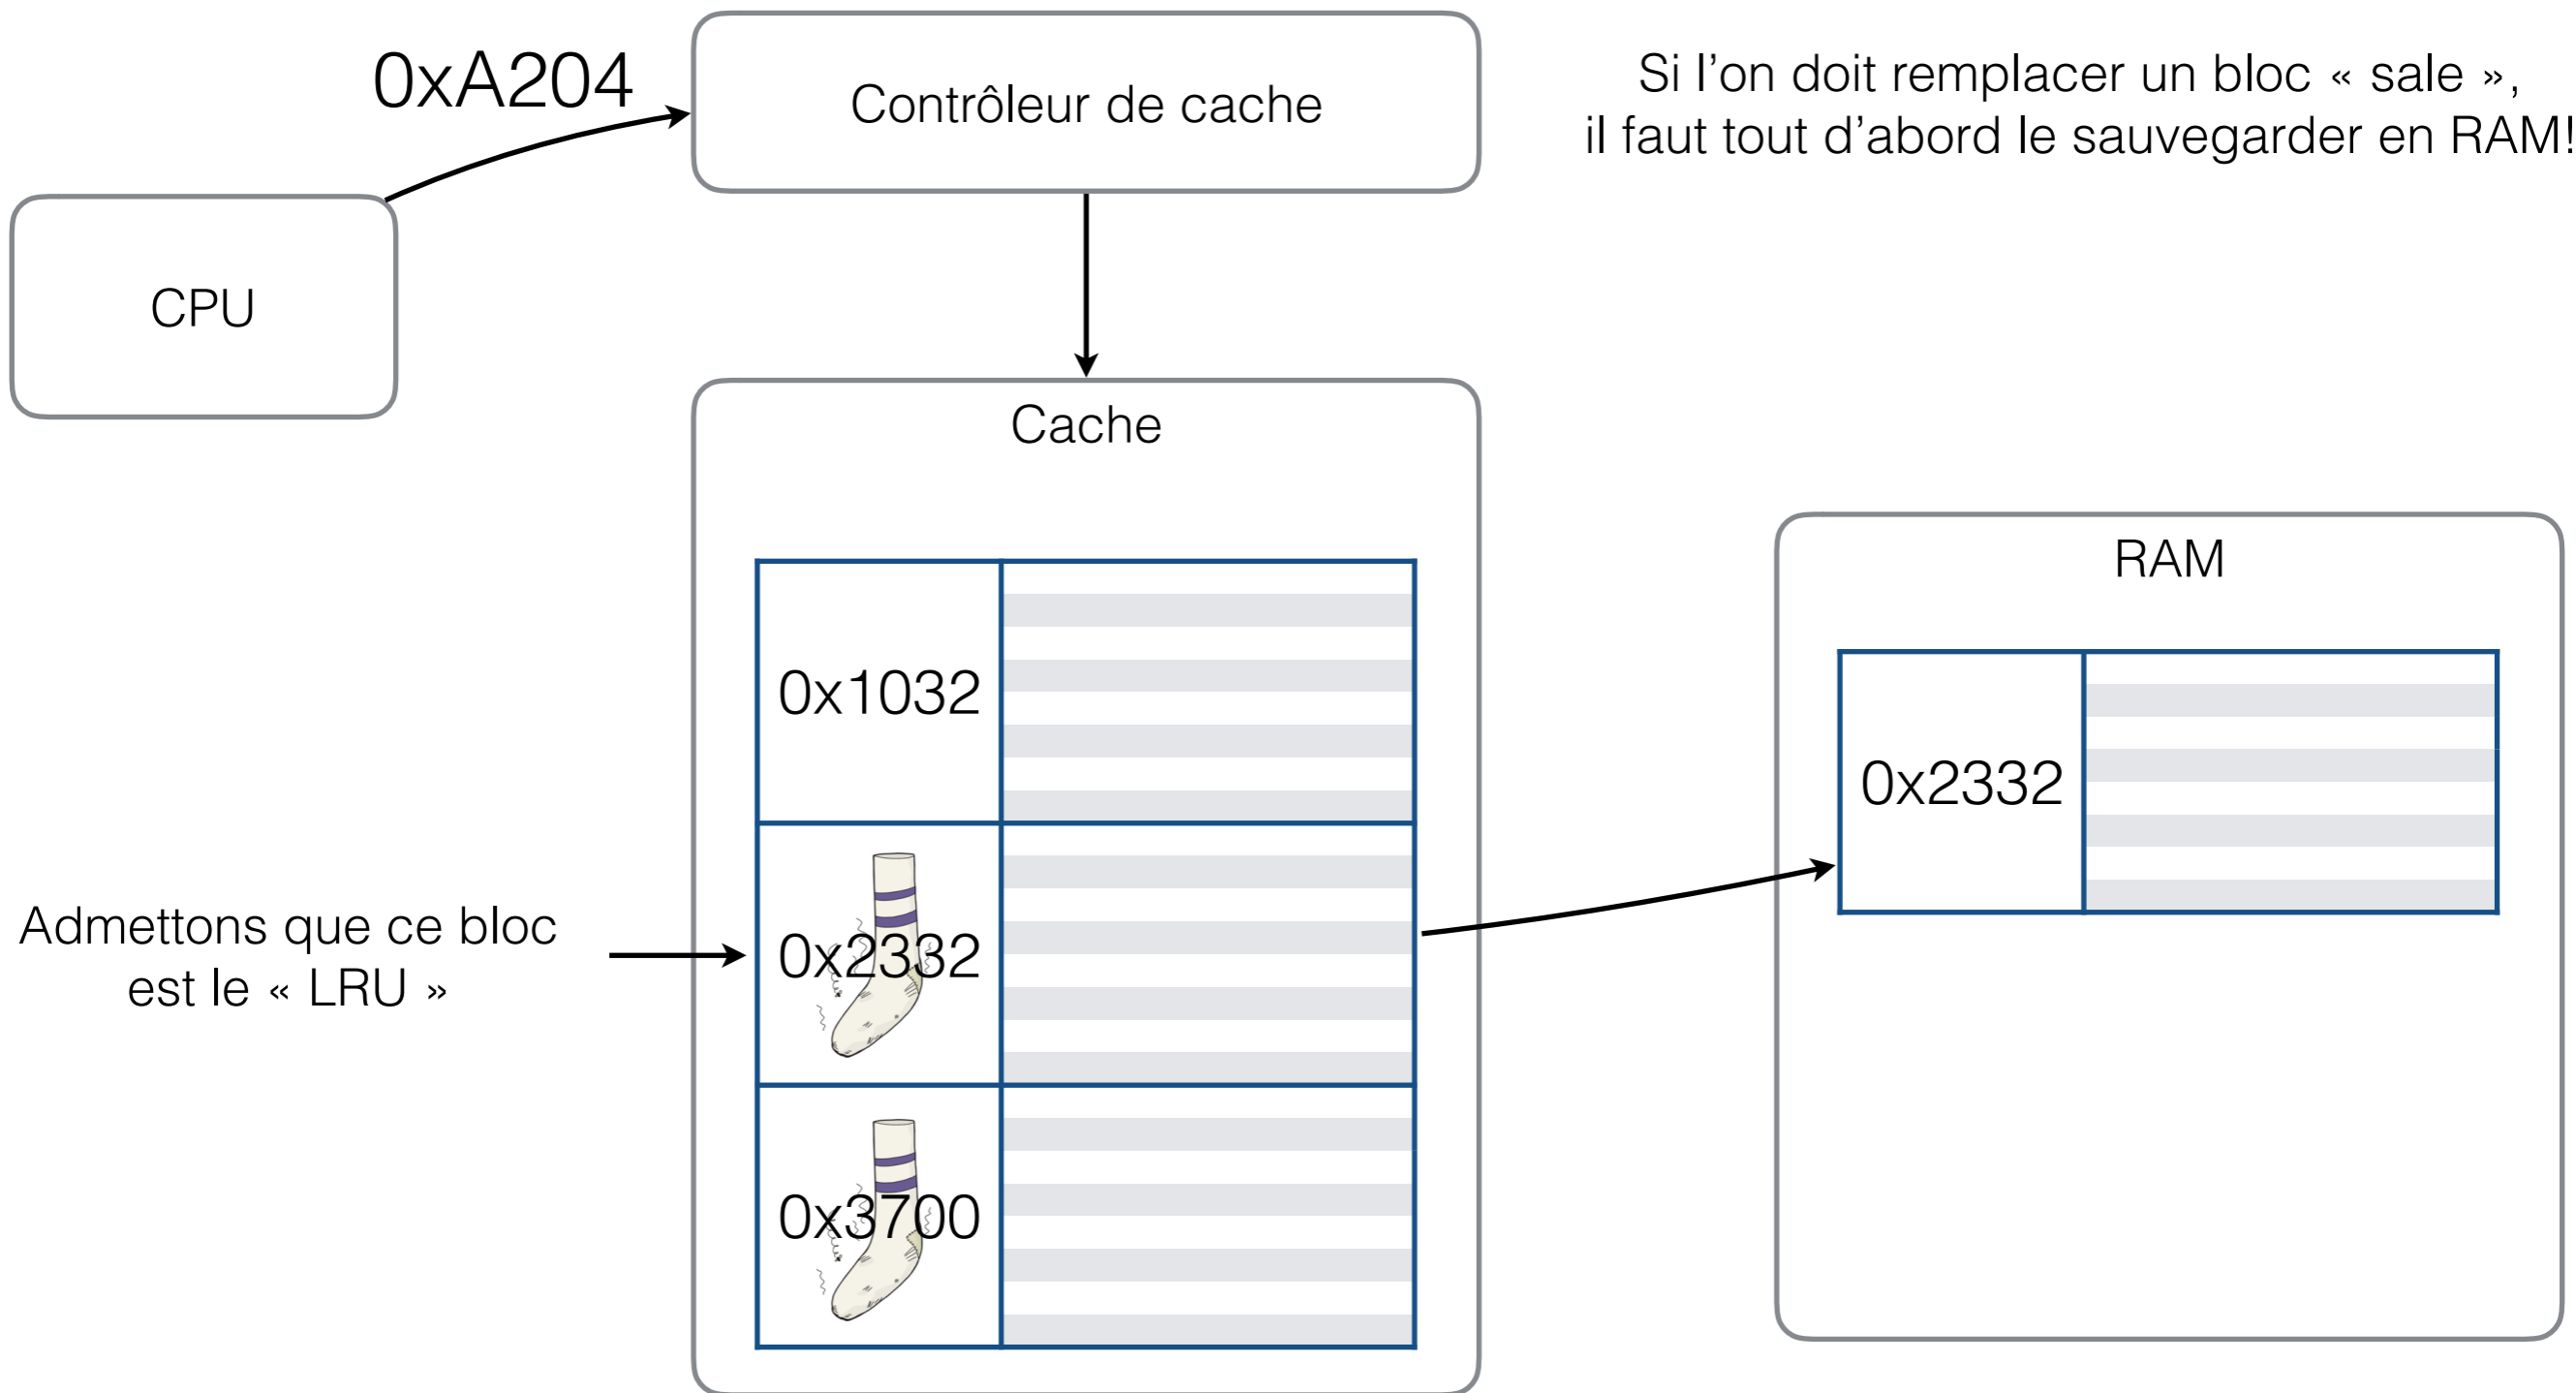 0xA204
Contrôleur de cache
Si l’on doit remplacer un bloc « sale »,
il faut tout d’abord le sauvegarder en RAM!
CPU
Cache
RAM
0x1032
0x2332
Admettons que ce bloc
est le « LRU »
0x2332
0x3700